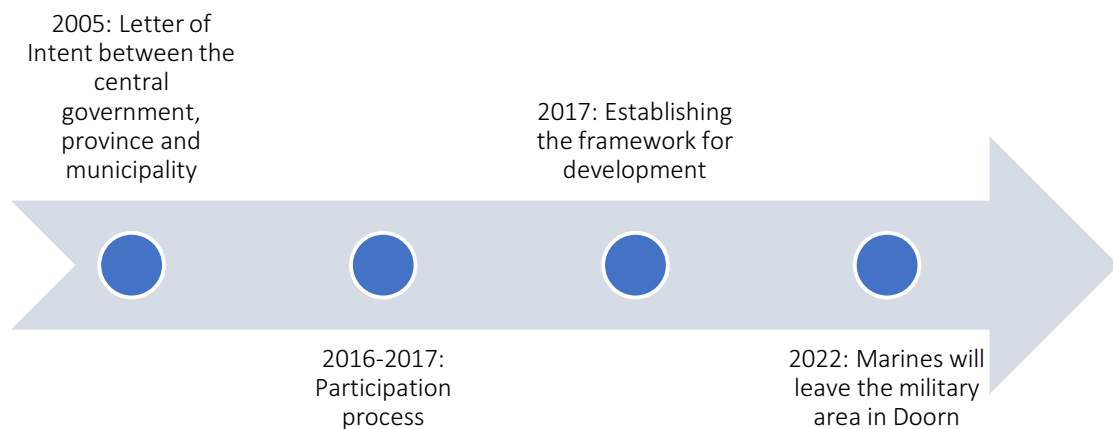 2005: Letter of
Intent between the
central
government,
province and
municipality
2016-2017:
Participation
process
2017: Establishing
the framework for
development
2022: Marines will
leave the military
area in Doorn